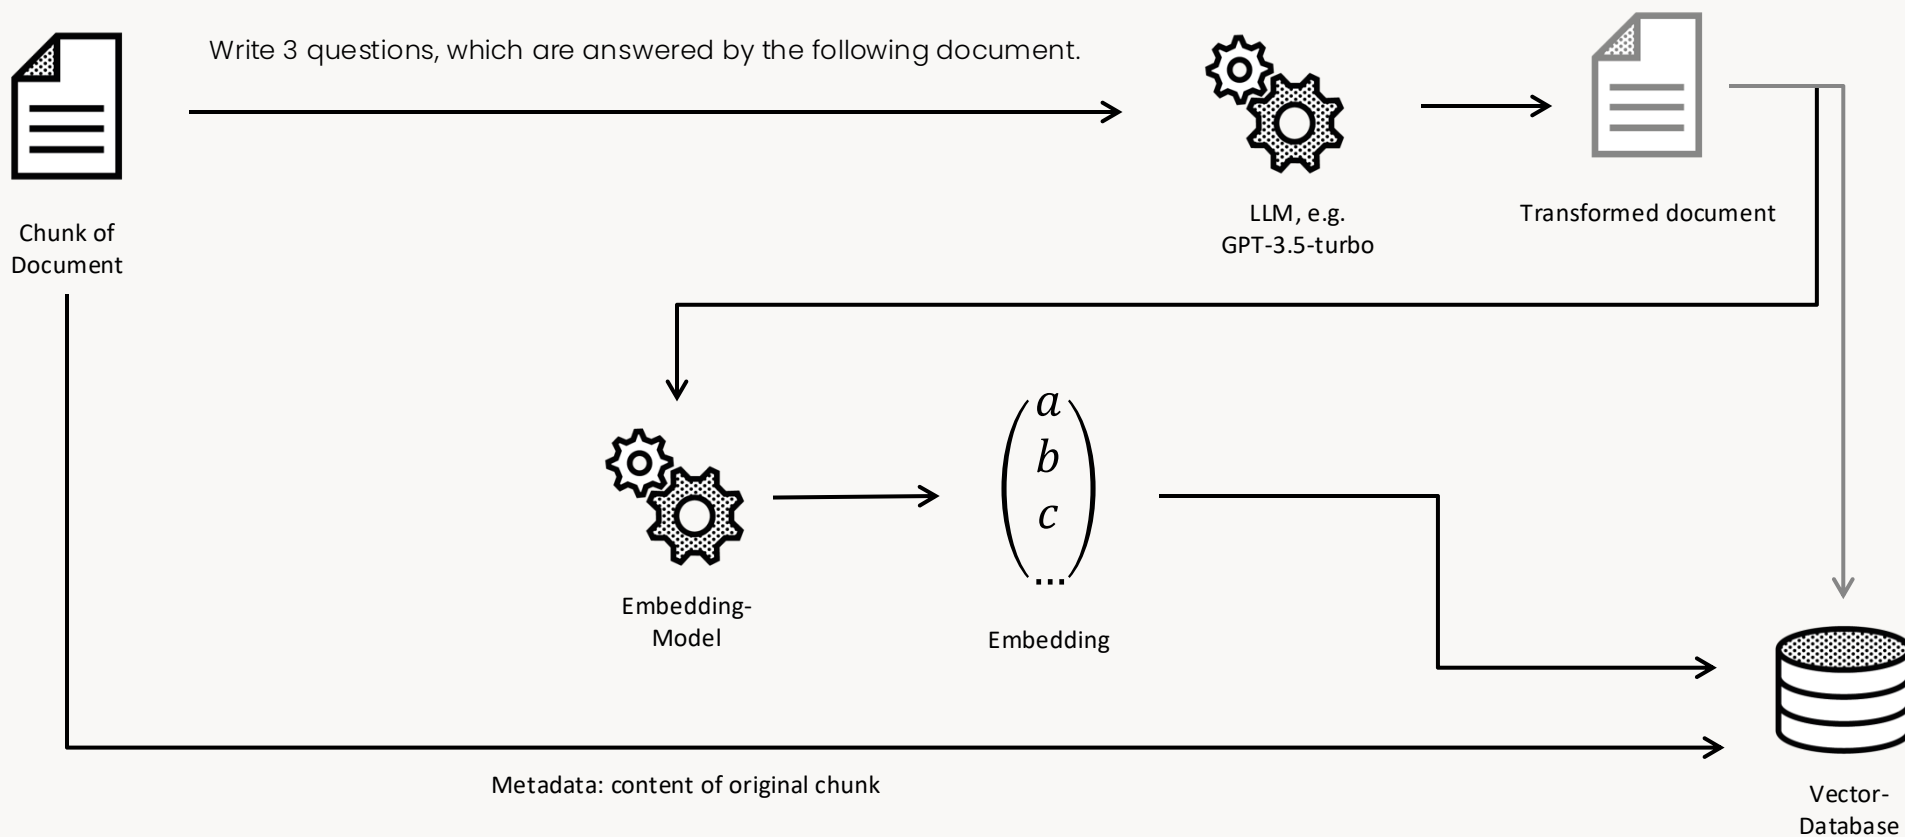 Write 3 questions, which are answered by the following document.
Chunk of
Document
LLM, e.g.
GPT-3.5-turbo
Transformed document
a
b
c
...
Embedding-
Model
Embedding
Metadata: content of original chunk
Vector-
Database